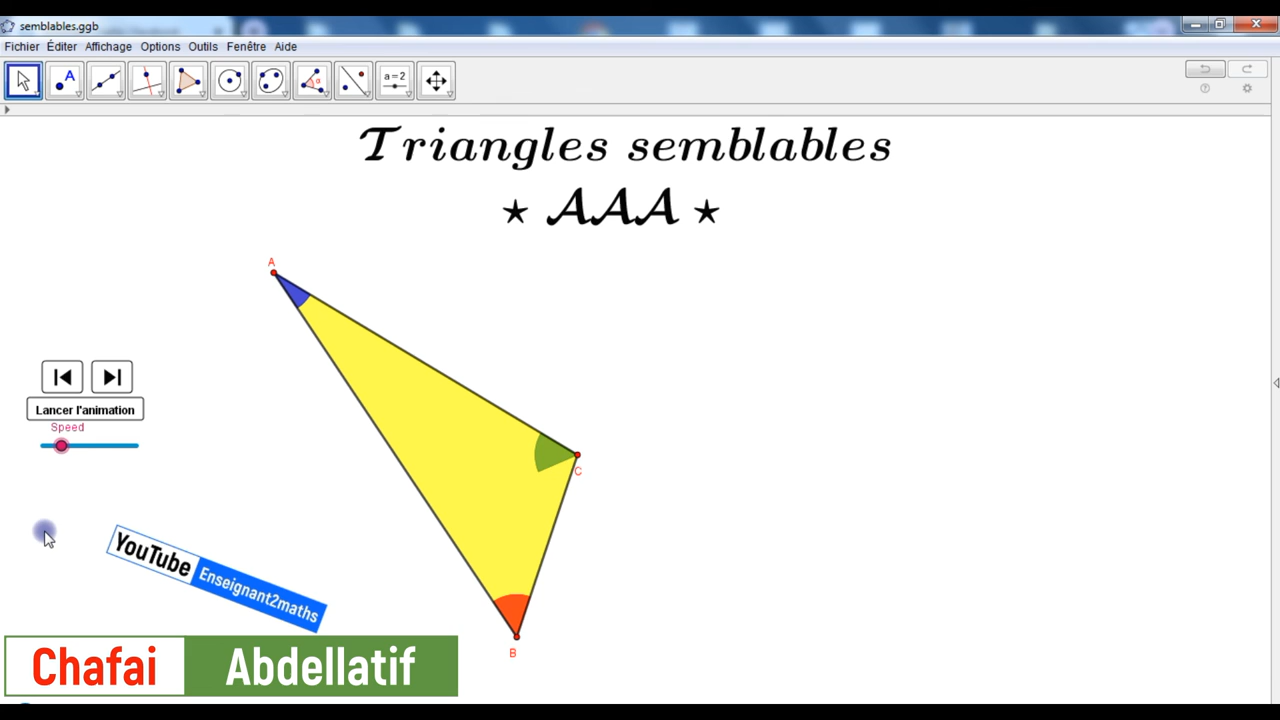 semblables.ggb
Fichier Éditer Affichage Options Outils Fenêtre Aide
A
α
a=2
Triangles semblables
★ AAA ★
A
Lancer l'animation
Speed
C
YouTube Enseignant2maths
B
Chafai Abdellatif